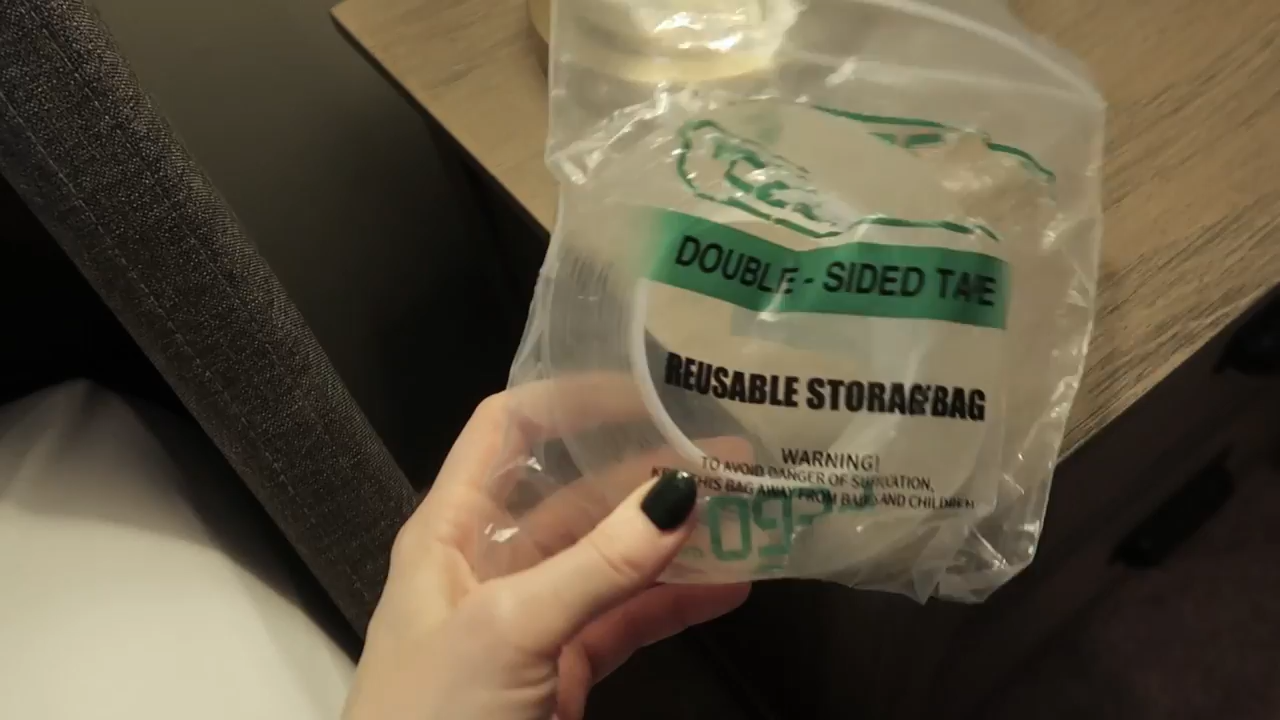 DOUBLE - SIDED TAPE
REUSABLE STORAGE BAG
WARNING!
TO AVOID DANGER OF SUFFOCATION,
KEEP THIS BAG AWAY FROM BABIES AND CHILDREN